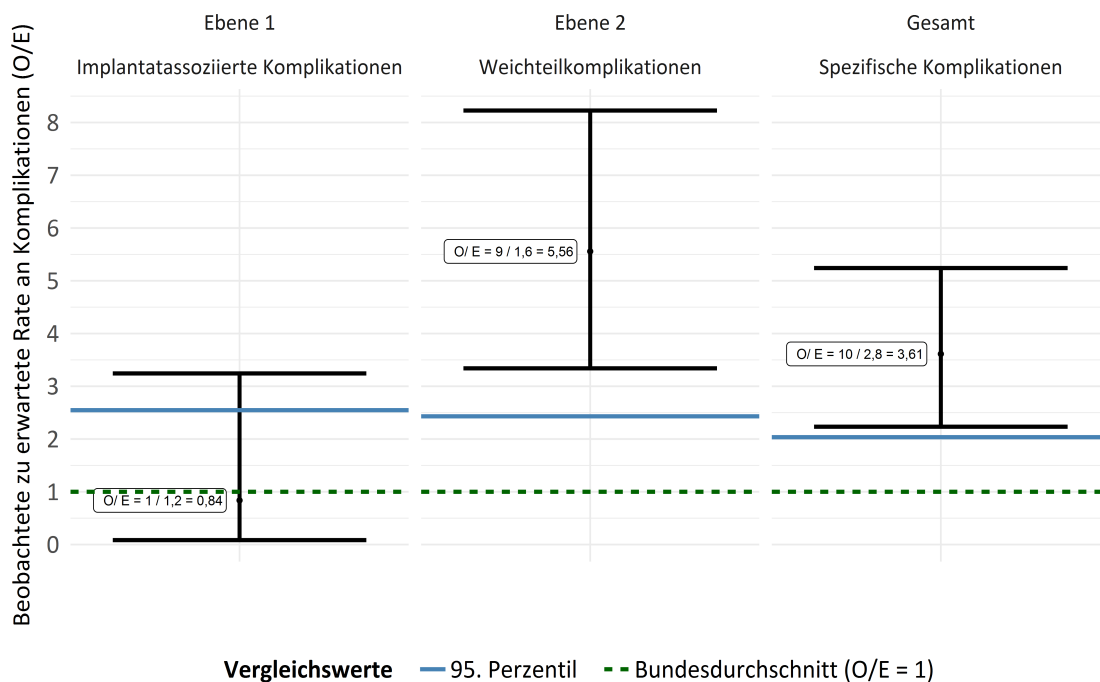 Ebene 1
Ebene 2
Gesamt
Implantatassoziierte Komplikationen
Weichteilkomplikationen
Spezifische Komplikationen
Beobachtete zu erwartete Rate an Komplikationen (O/E)
8
7
6
5
4
3
2
1
0
O/ E = 1 / 1,2 = 0,84
O/ E = 9 / 1,6 = 5,56
O/ E = 10 / 2,8 = 3,61
Vergleichswerte 95. Perzentil Bundesdurchschnitt (O/E = 1)